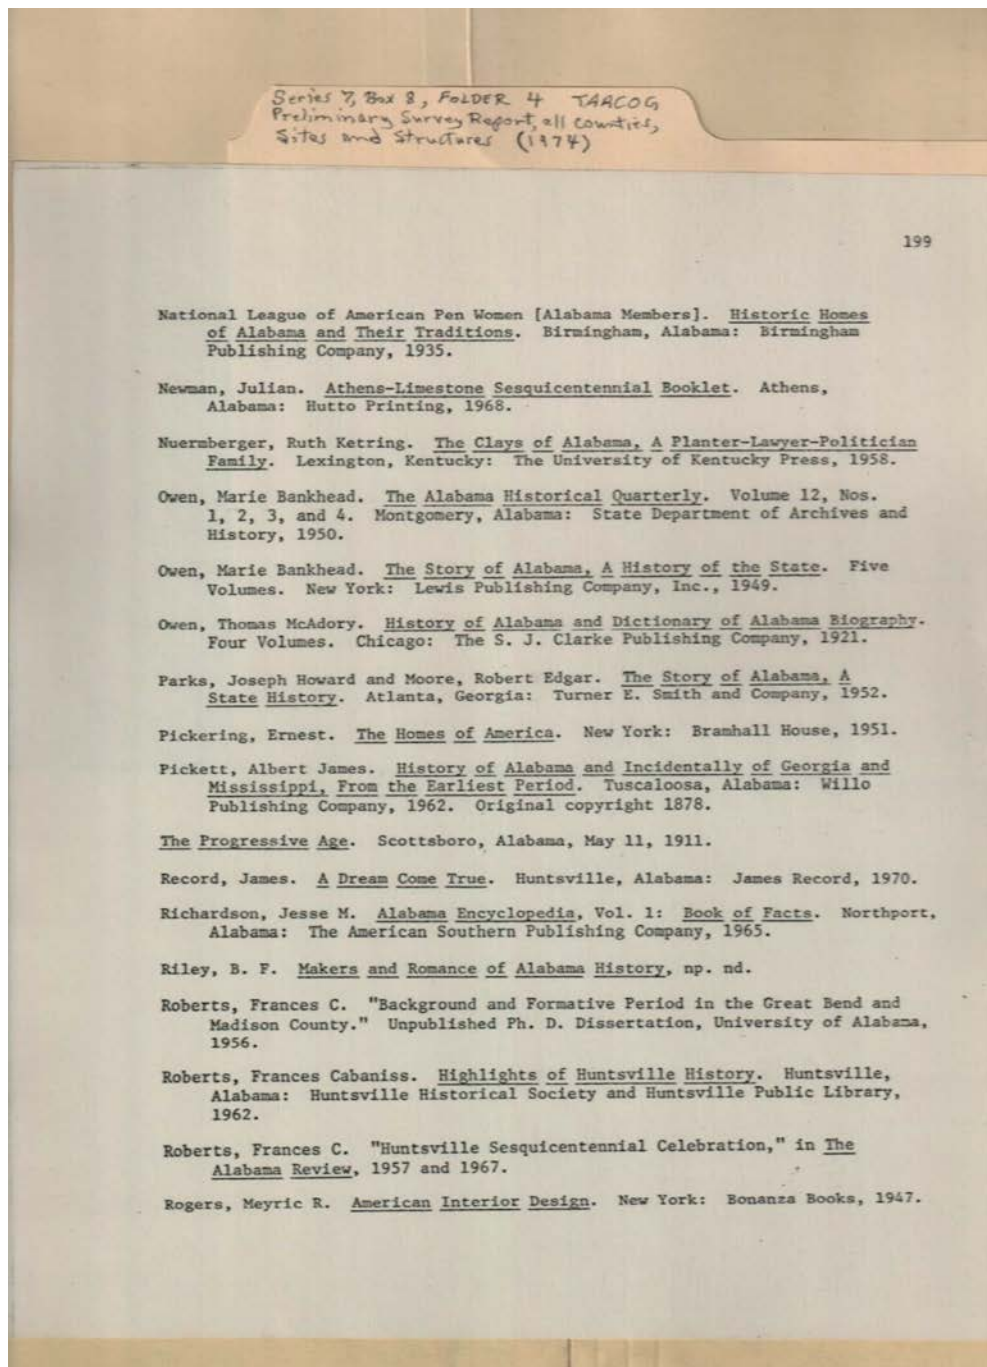 Series 7, Box 8, FOLDER 4 TARCOG
Preliminary Survey Report, all counties,
Sites and Structures (1974)
199
National League of American Pen Women [Alabama Members]. Historic Homes
of Alabama and Their Traditions. Birmingham, Alabama: Birmingham
Publishing Company, 1935.
Newman, Julian. Athens-Limestone Sesquicentennial Booklet. Athens,
Alabama: Hutto Printing, 1968.
Nuermberger, Ruth Ketring. The Clays of Alabama, A Planter-Lawyer-Politician
Family. Lexington, Kentucky: The University of Kentucky Press, 1958.
Owen, Marie Bankhead. The Alabama Historical Quarterly. Volume 12, Nos.
1, 2, 3, and 4. Montgomery, Alabama: State Department of Archives and
History, 1950.
Owen, Marie Bankhead. The Story of Alabama, A History of the State. Five
Volumes. New York: Lewis Publishing Company, Inc., 1949.
Owen, Thomas McAdory. History of Alabama and Dictionary of Alabama Biography.
Four Volumes. Chicago: The S. J. Clarke Publishing Company, 1921.
Parks, Joseph Howard and Moore, Robert Edgar. The Story of Alabama, A
State History. Atlanta, Georgia: Turner E. Smith and Company, 1952.
Pickering, Ernest. The Homes of America. New York: Bramhall House, 1951.
Pickett, Albert James. History of Alabama and Incidentally of Georgia and
Mississippi, From the Earliest Period. Tuscaloosa, Alabama: Willo
Publishing Company, 1962. Original copyright 1878.
The Progressive Age. Scottsboro, Alabama, May 11, 1911.
Record, James. A Dream Come True. Huntsville, Alabama: James Record, 1970.
Richardson, Jesse M. Alabama Encyclopedia, Vol. 1: Book of Facts. Northport,
Alabama: The American Southern Publishing Company, 1965.
Riley, B. F. Makers and Romance of Alabama History, np. nd.
Roberts, Frances C. "Background and Formative Period in the Great Bend and
Madison County." Unpublished Ph. D. Dissertation, University of Alabama,
1956.
Roberts, Frances Cabaniss. Highlights of Huntsville History. Huntsville,
Alabama: Huntsville Historical Society and Huntsville Public Library,
1962.
Roberts, Frances C. "Huntsville Sesquicentennial Celebration," in The
Alabama Review, 1957 and 1967.
Rogers, Meyric R. American Interior Design. New York: Bonanza Books, 1947.